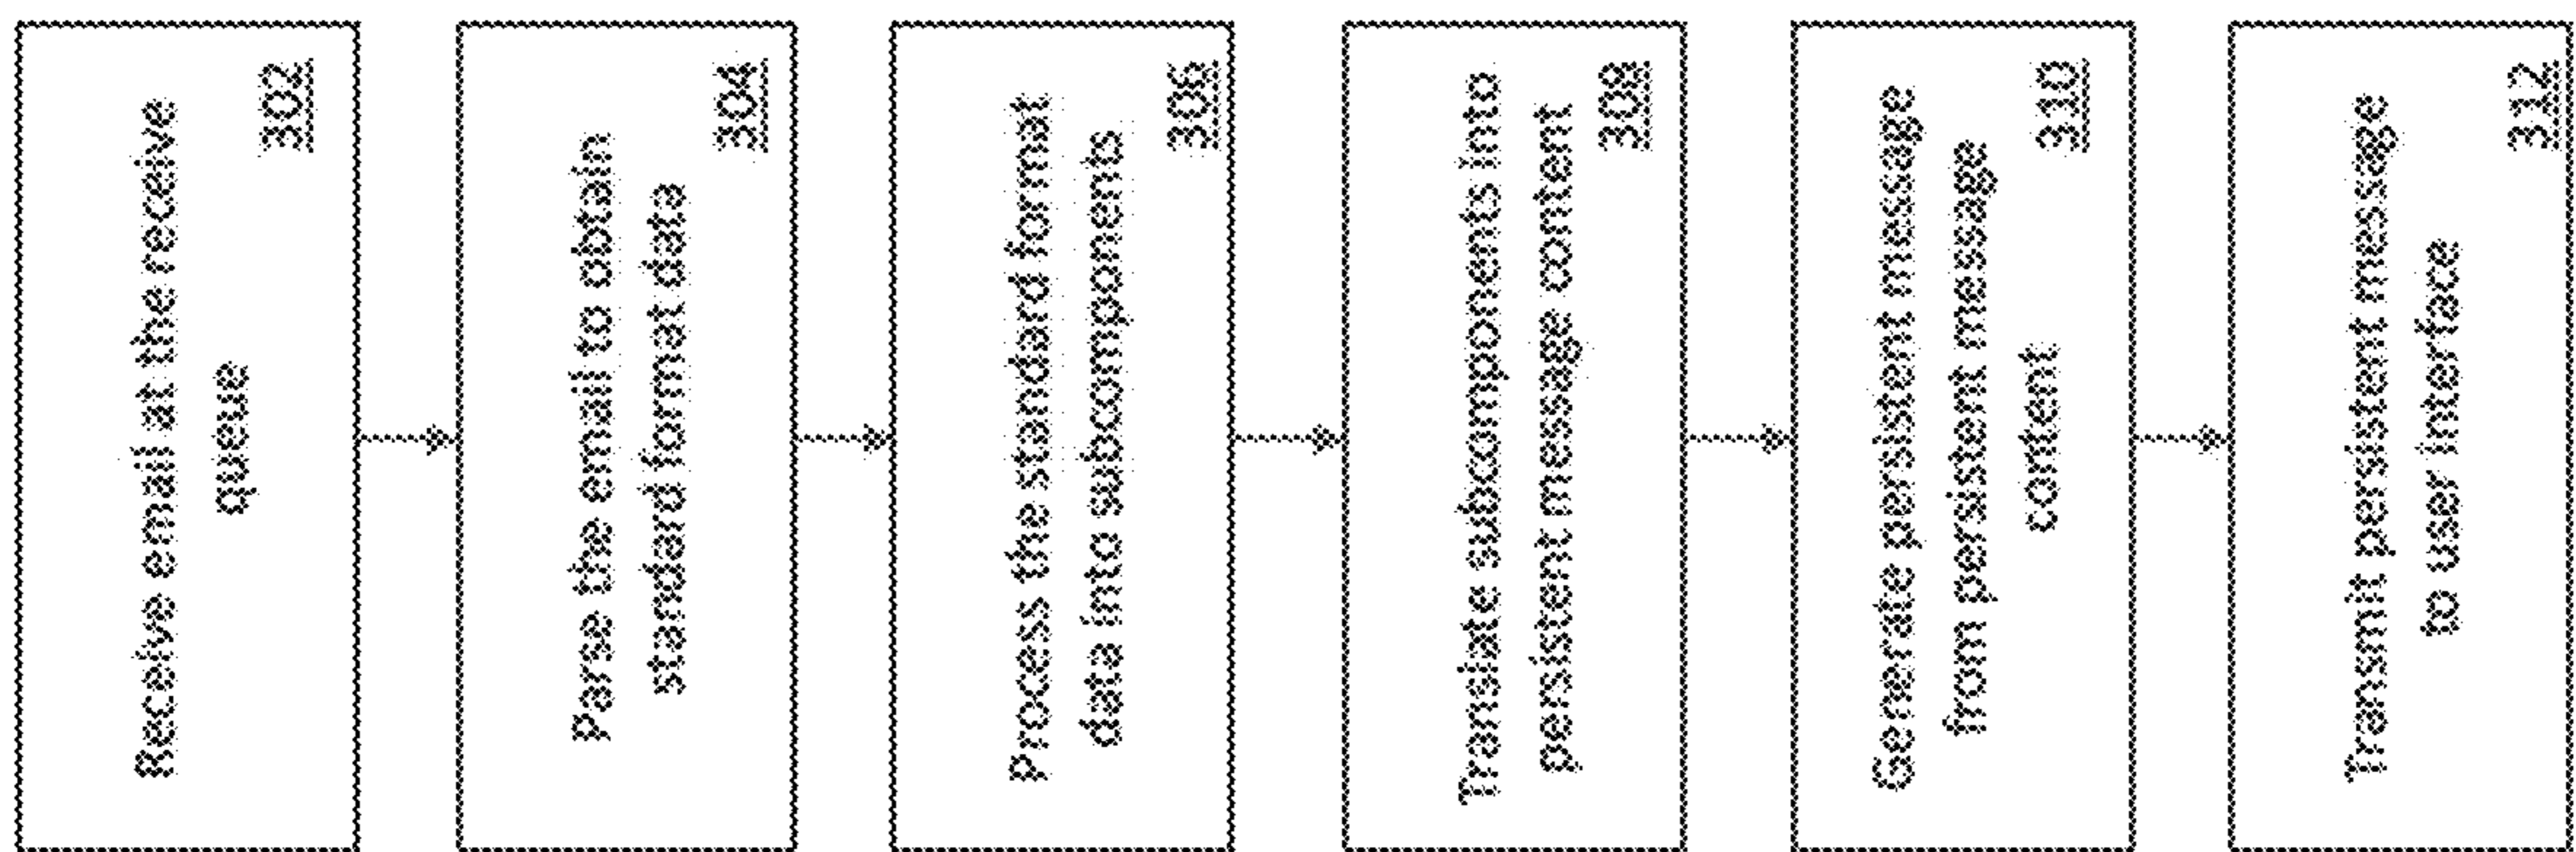 Receive email at the receive
queue
302
Parse the email to obtain
standard format data
304
Process the standard format
data into subcomponents
306
Translate subcomponents into
persistent message content
308
Generate persistent message
from persistent message
content
310
Transmit persistent message
to user interface
312